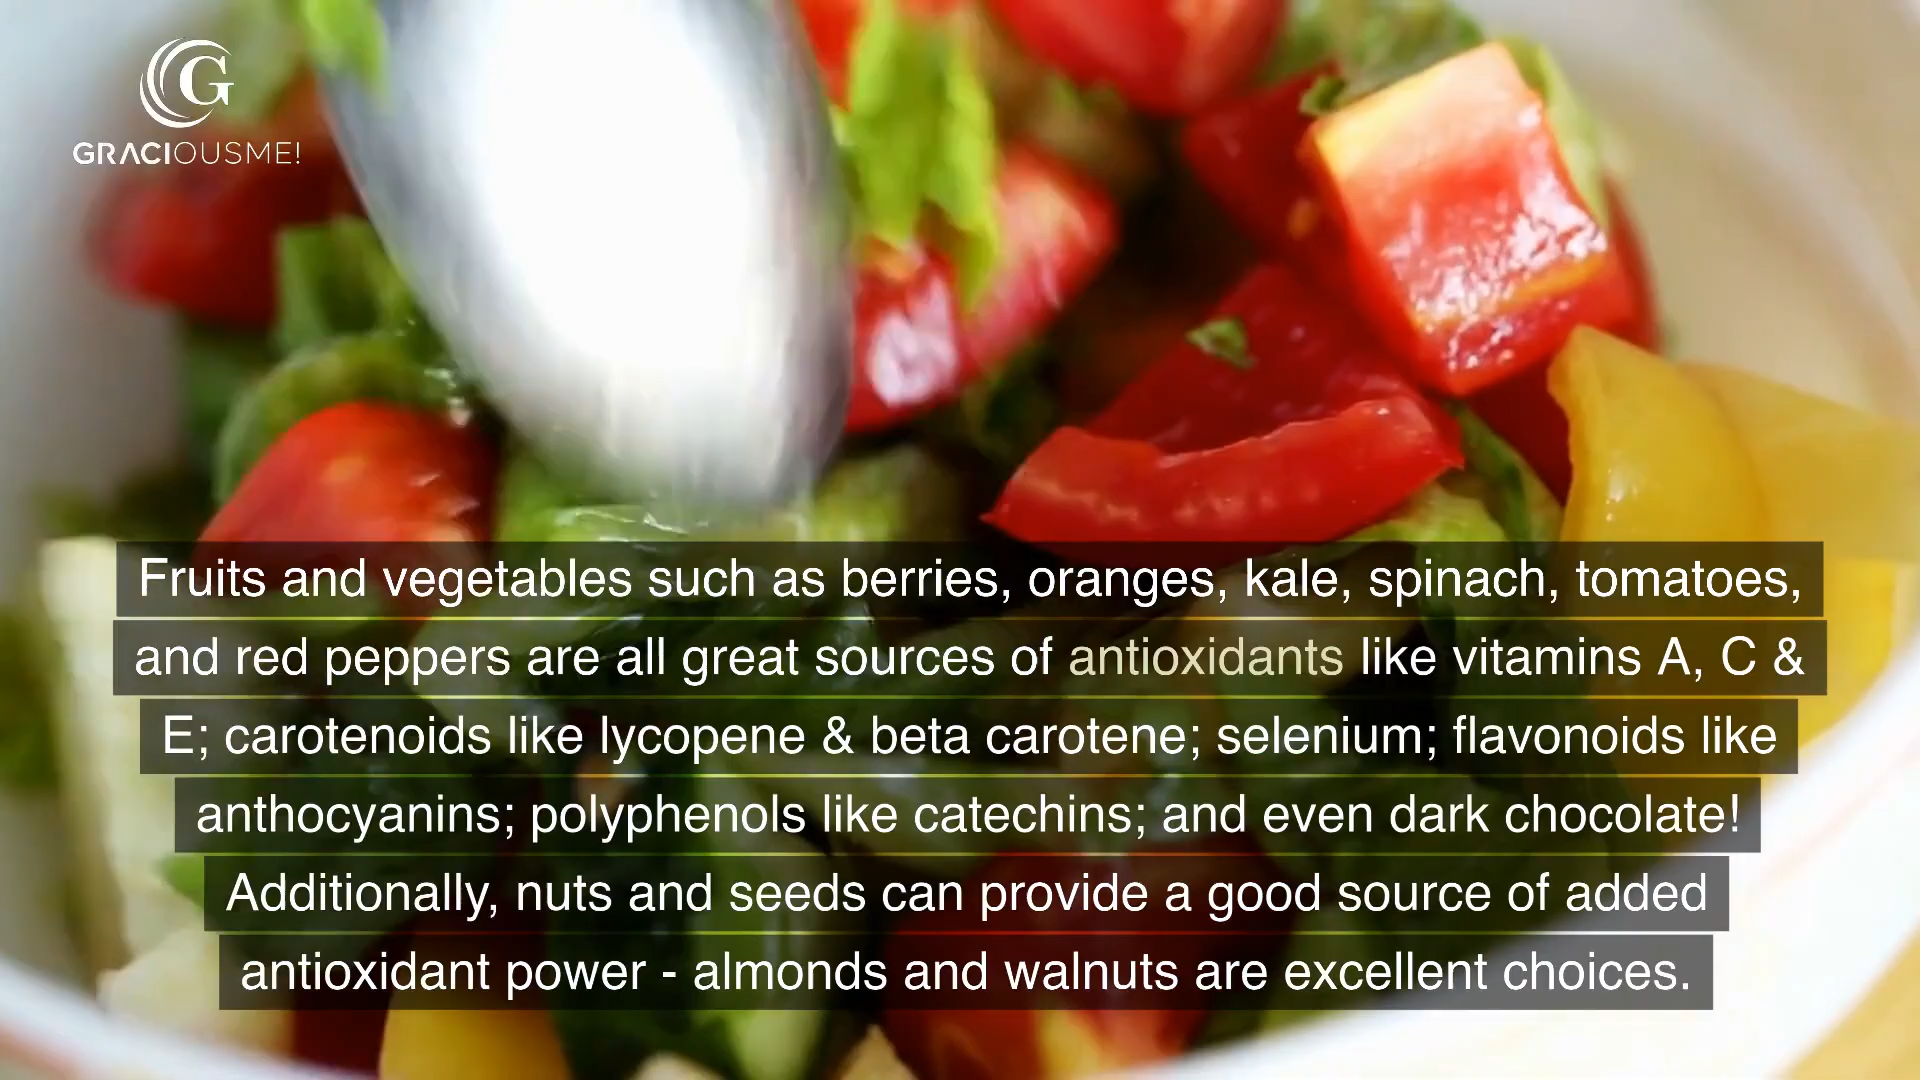 G
GRACIOUSME!
Fruits and vegetables such as berries, oranges, kale, spinach, tomatoes,
and red peppers are all great sources of antioxidants like vitamins A, C &
E; carotenoids like lycopene & beta carotene; selenium; flavonoids like
anthocyanins; polyphenols like catechins; and even dark chocolate!
Additionally, nuts and seeds can provide a good source of added
antioxidant power - almonds and walnuts are excellent choices.